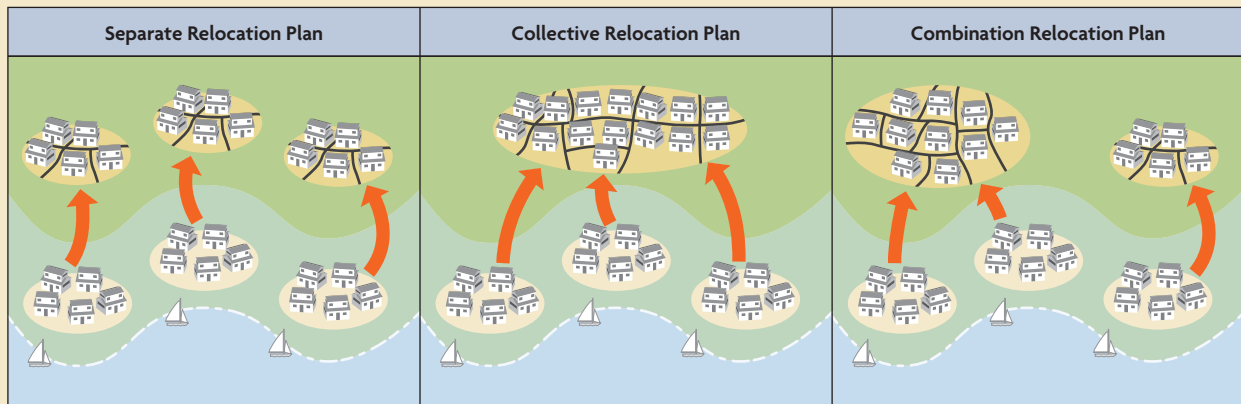 Separate Relocation Plan
Collective Relocation Plan
Combination Relocation Plan